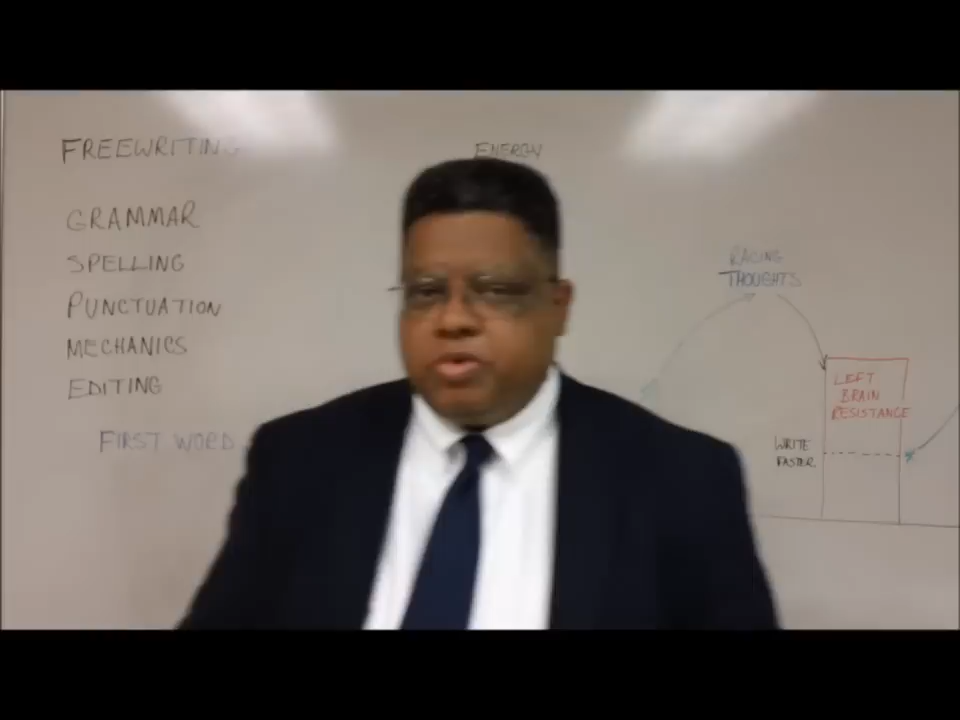 FREEWRITING
ENERGY
GRAMMAR
SPELLING
PUNCTUATION
MECHANICS
EDITING
FIRST WORD
RACING
THOUGHTS
LEFT
BRAIN
RESISTANCE
WRITE
FASTER